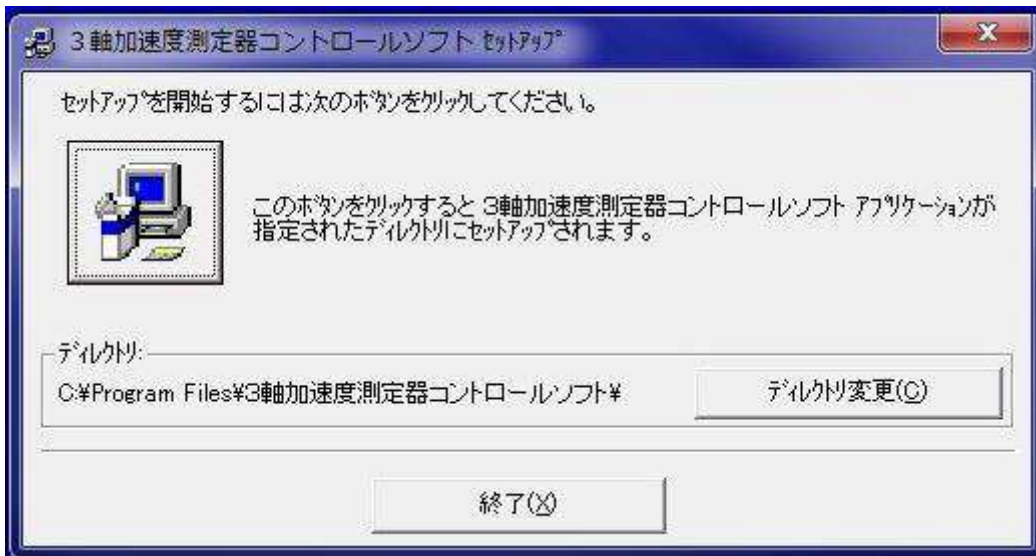 3軸加速度測定器コントロールソフト ｾｯﾄｱｯﾌﾟ
ｾｯﾄｱｯﾌﾟを開始するには次のﾎﾞﾀﾝをｸﾘｯｸしてください。
このﾎﾞﾀﾝをｸﾘｯｸすると 3軸加速度測定器コントロールソフト ｱﾌﾟﾘｹｰｼｮﾝが
指定されたﾃﾞｨﾚｸﾄﾘにｾｯﾄｱｯﾌﾟされます。
ﾃﾞｨﾚｸﾄﾘ:
C:¥Program Files¥3軸加速度測定器コントロールソフト¥
ﾃﾞｨﾚｸﾄﾘ変更(C)
終了(X)